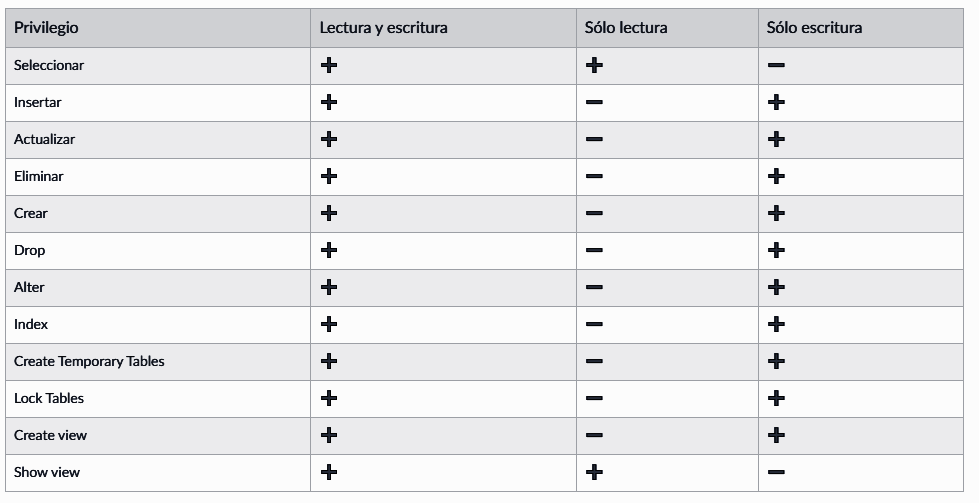 Privilegio Lectura y escritura Sólo lectura Sólo escritura
Seleccionar + + −
Insertar + − +
Actualizar + − +
Eliminar + − +
Crear + − +
Drop + − +
Alter + − +
Index + − +
Create Temporary Tables + − +
Lock Tables + − +
Create view + − +
Show view + + −